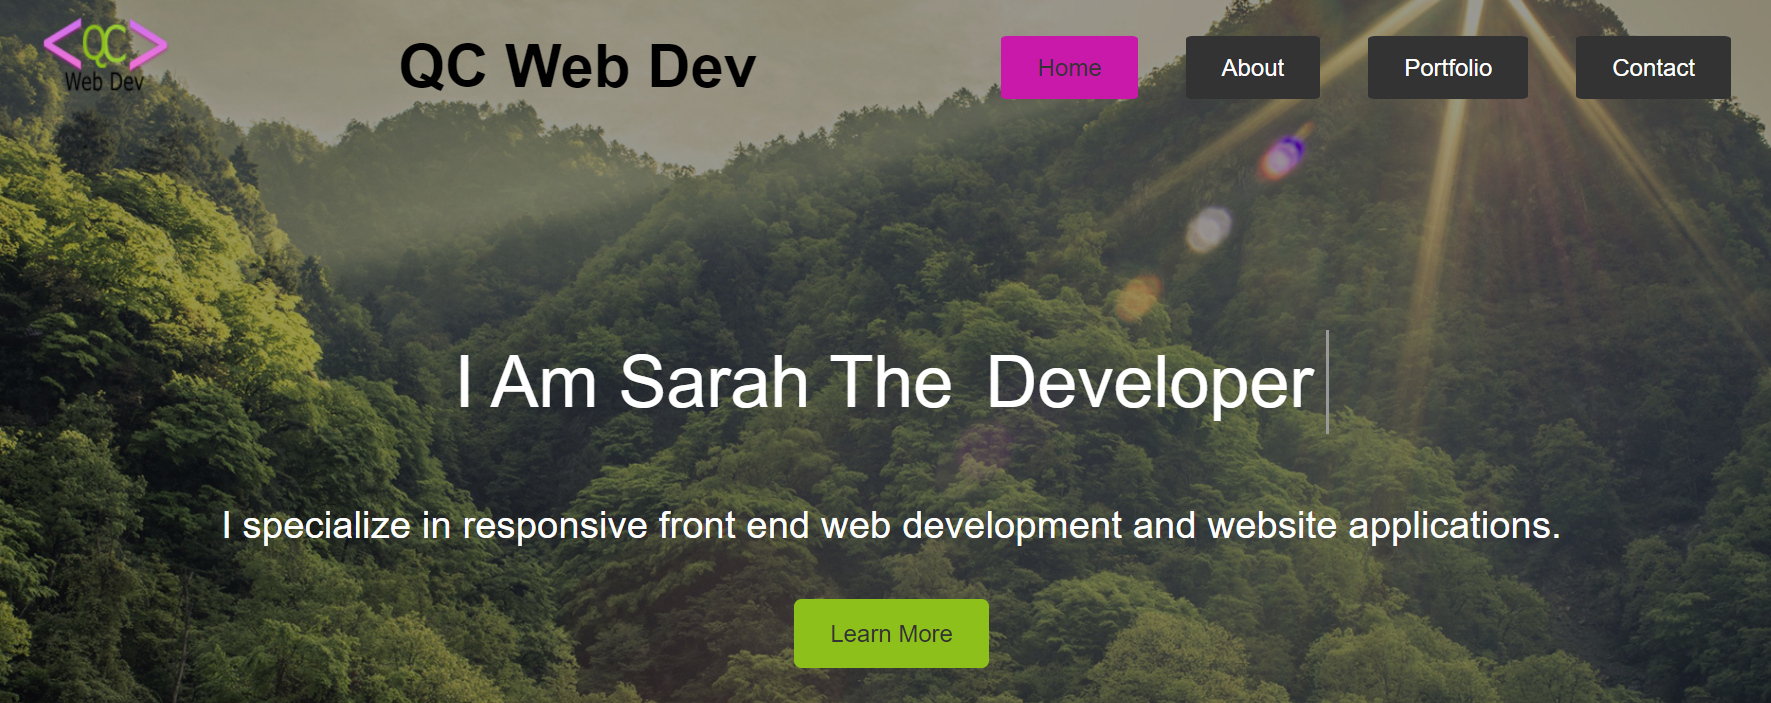 QC
Web Dev
QC Web Dev
Home
About
Portfolio
Contact
I Am Sarah The Developer
I specialize in responsive front end web development and website applications.
Learn More